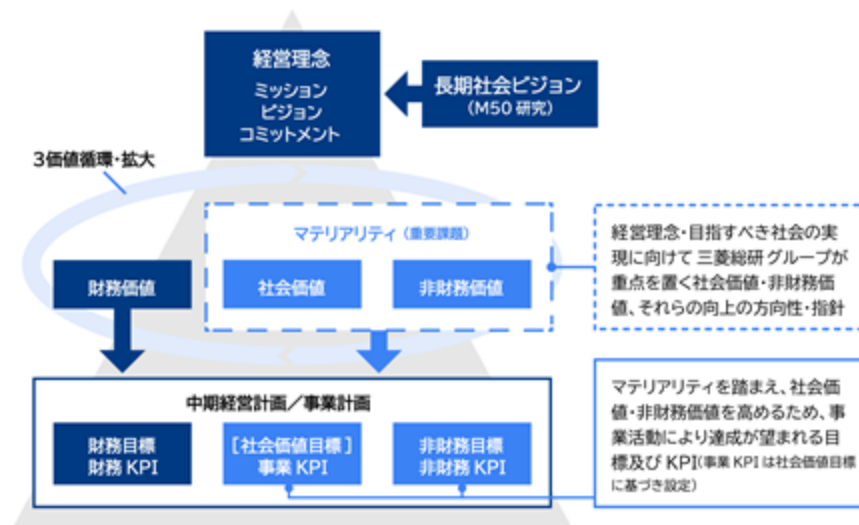 経営理念
ミッション
ビジョン
コミットメント
長期社会ビジョン
(M50 研究)
3価値循環・拡大
マテリアリティ(重要課題)
財務価値
社会価値
非財務価値
経営理念・目指すべき社会の実
現に向けて 三菱総研 グループが
重点を置く社会価値・非財務価
値、それらの向上の方向性・指針
中期経営計画/事業計画
財務目標
財務 KPI
[社会価値目標]
事業 KPI
非財務目標
非財務 KPI
マテリアリティを踏まえ、社会価
値・非財務価値を高めるため、事
業活動により達成が望まれる目
標及び KPI(事業 KPI は社会価値目標
に基づき設定)